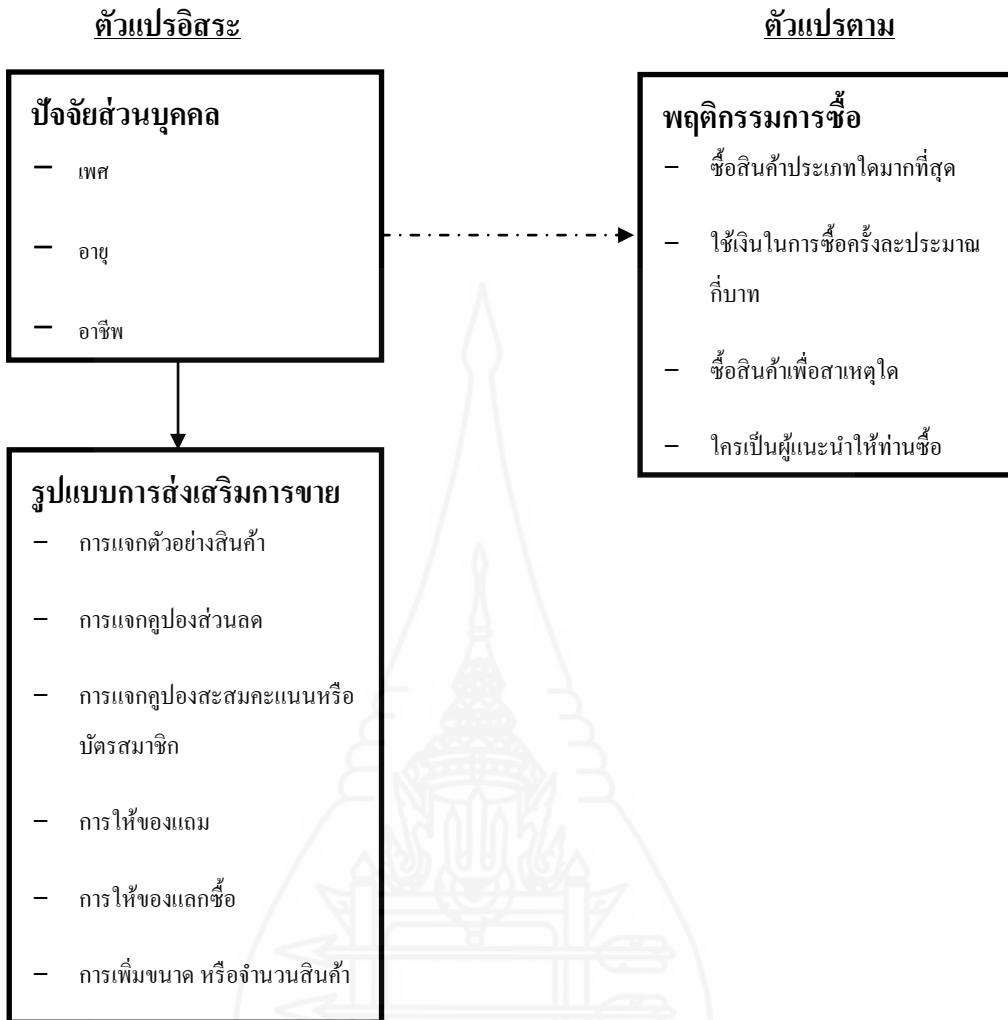 ตัวแปรอิสระ
ตัวแปรตาม
ปัจจัยส่วนบุคคล
– เพศ
– อายุ
– อาชีพ
พฤติกรรมการซื้อ
– ซื้อสินค้าประเภทใดมากที่สุด
– ใช้เงินในการซื้อครั้งละประมาณ
กี่บาท
– ซื้อสินค้าเพื่อสาเหตุใด
– ใครเป็นผู้แนะนำให้ท่านซื้อ
รูปแบบการส่งเสริมการขาย
– การแจกตัวอย่างสินค้า
– การแจกคูปองส่วนลด
– การแจกคูปองสะสมคะแนนหรือ
บัตรสมาชิก
– การให้ของแถม
– การให้ของแลกซื้อ
– การเพิ่มขนาด หรือจำนวนสินค้า